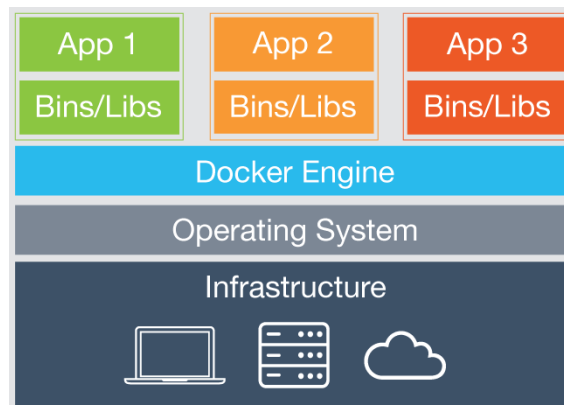 App 1
App 2
App 3
Bins/Libs
Bins/Libs
Bins/Libs
Docker Engine
Operating System
Infrastructure